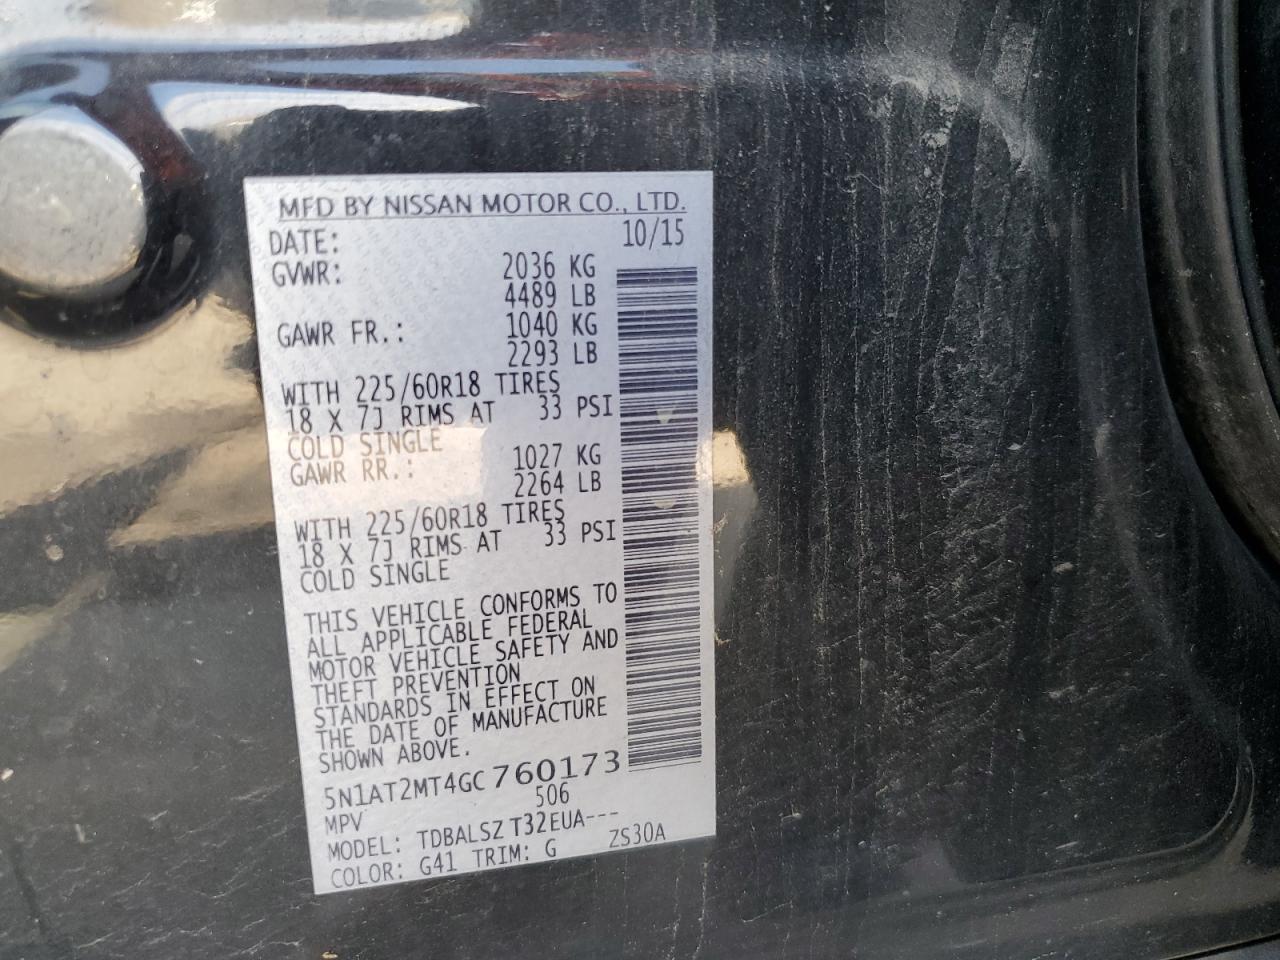 MFD BY NISSAN MOTOR CO., LTD.
DATE: 10/15
GVWR: 2036 KG
4489 LB
GAWR FR.: 1040 KG
2293 LB
WITH 225/60R18 TIRES
18 X 7J RIMS AT 33 PSI
COLD SINGLE
GAWR RR.: 1027 KG
2264 LB
WITH 225/60R18 TIRES
18 X 7J RIMS AT 33 PSI
COLD SINGLE
THIS VEHICLE CONFORMS TO
ALL APPLICABLE FEDERAL
MOTOR VEHICLE SAFETY AND
THEFT PREVENTION
STANDARDS IN EFFECT ON
THE DATE OF MANUFACTURE
SHOWN ABOVE.
5N1AT2MT4GC760173
MPV 506
MODEL: TDBALSZ T32EUA---
COLOR: G41 TRIM: G ZS30A